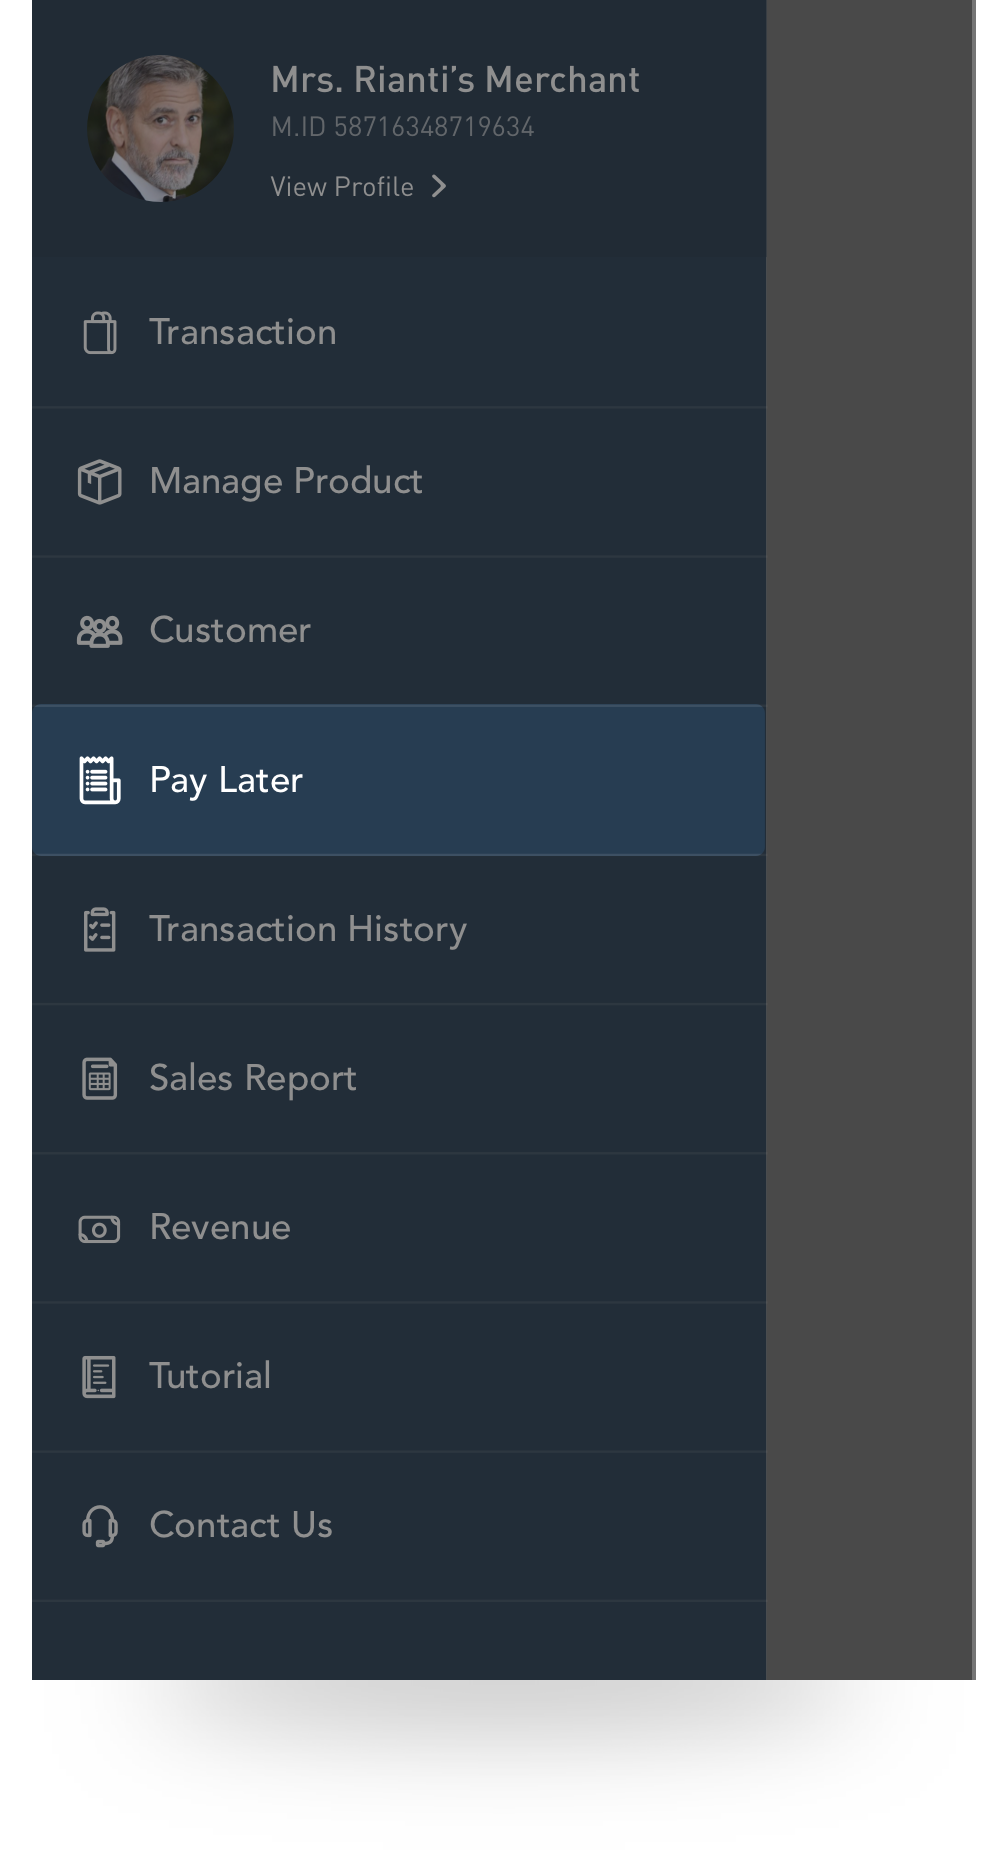 Mrs. Rianti’s Merchant
M.ID 58716348719634
View Profile
Transaction
Manage Product
Customer
Pay Later
Transaction History
Sales Report
Revenue
Tutorial
Contact Us